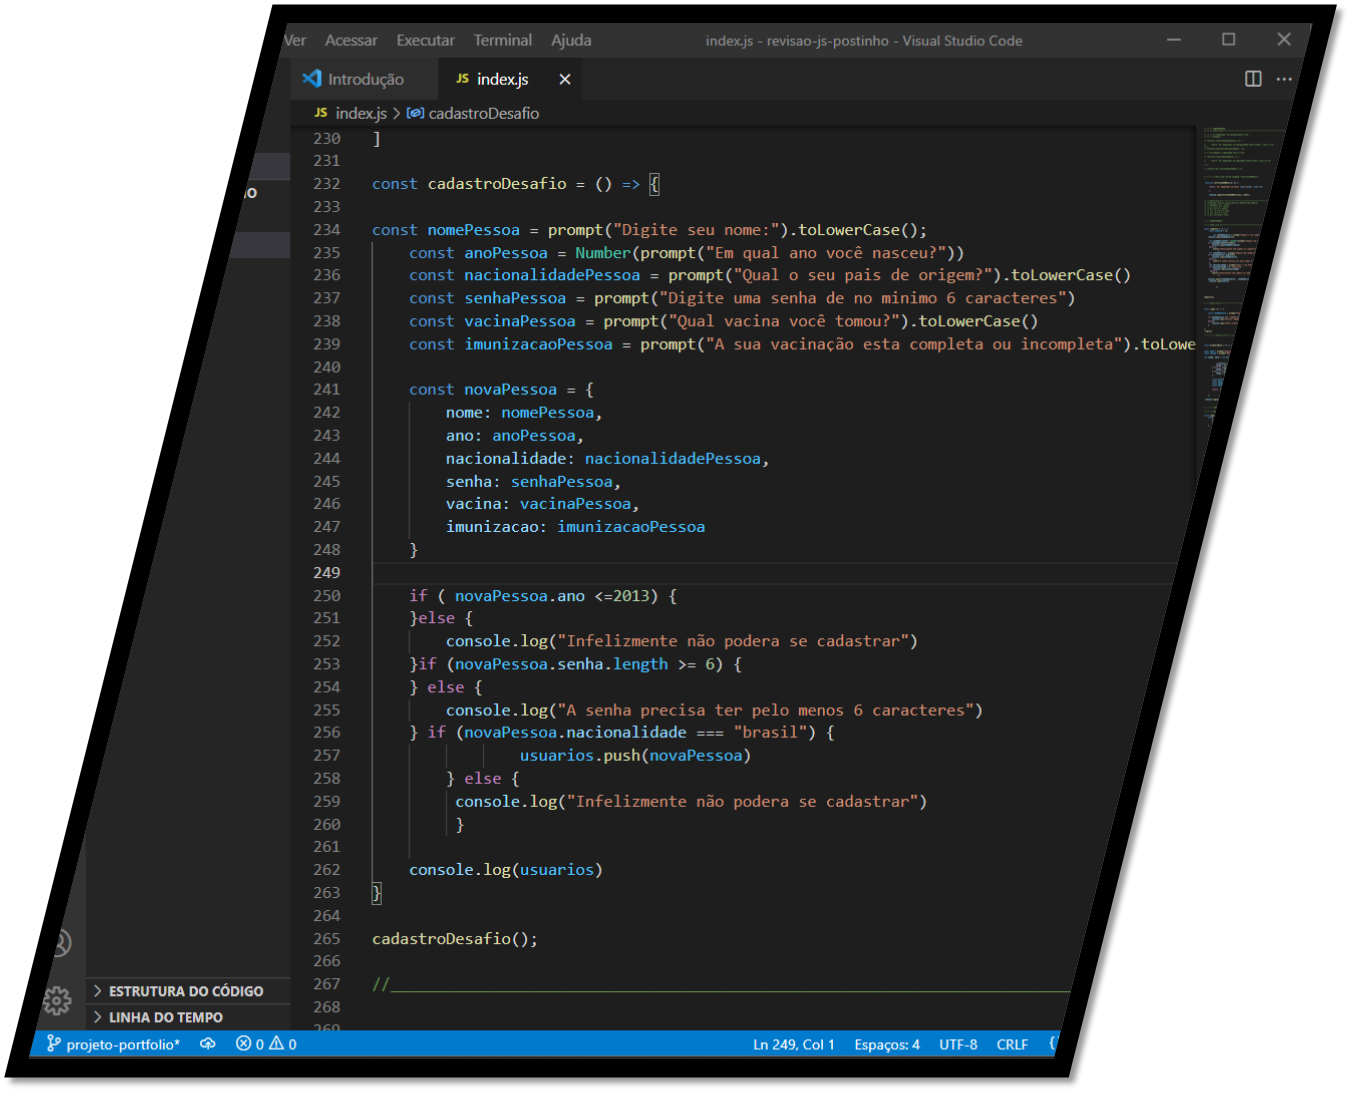 Ver Acessar Executar Terminal Ajuda index.js - revisao-js-postinho - Visual Studio Code
Introdução JS index.js
JS index.js > cadastroDesafio
230 ]
231
232 const cadastroDesafio = () => {
233
234 const nomePessoa = prompt("Digite seu nome:").toLowerCase();
235 const anoPessoa = Number(prompt("Em qual ano você nasceu?"))
236 const nacionalidadePessoa = prompt("Qual o seu pais de origem?").toLowerCase()
237 const senhaPessoa = prompt("Digite uma senha de no minimo 6 caracteres")
238 const vacinaPessoa = prompt("Qual vacina você tomou?").toLowerCase()
239 const imunizacaoPessoa = prompt("A sua vacinação esta completa ou incompleta").toLowe
240
241 const novaPessoa = {
242 nome: nomePessoa,
243 ano: anoPessoa,
244 nacionalidade: nacionalidadePessoa,
245 senha: senhaPessoa,
246 vacina: vacinaPessoa,
247 imunizacao: imunizacaoPessoa
248 }
249
250 if ( novaPessoa.ano <=2013) {
251 }else {
252 console.log("Infelizmente não podera se cadastrar")
253 }if (novaPessoa.senha.length >= 6) {
254 } else {
255 console.log("A senha precisa ter pelo menos 6 caracteres")
256 } if (novaPessoa.nacionalidade === "brasil") {
257 usuarios.push(novaPessoa)
258 } else {
259 console.log("Infelizmente não podera se cadastrar")
260 }
261
262 console.log(usuarios)
263 }
264
265 cadastroDesafio();
266
267 //
268
269
ESTRUTURA DO CÓDIGO
LINHA DO TEMPO
projeto-portfolio* 0 0 Ln 249, Col 1 Espaços: 4 UTF-8 CRLF {